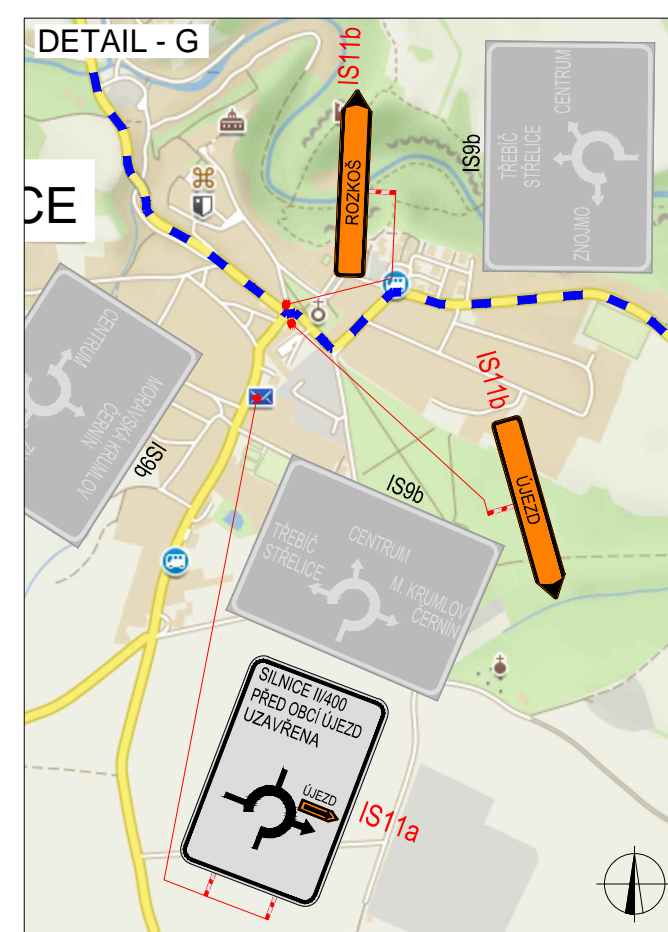 DETAIL - G
IS11b
ROZKOŠ
IS9b
TŘEBÍČ
STŘELICE
CENTRUM
ZNOJMO
CE
CENTRUM
MORAVSKÁ KRUMLOV
ČERNÍN
IS9b
IS11b
ÚJEZD
IS9b
TŘEBÍČ
STŘELICE
CENTRUM
M. KRUMLOV
ČERNÍN
SILNICE II/400
PŘED OBCÍ ÚJEZD
UZAVŘENA
ÚJEZD
IS11a